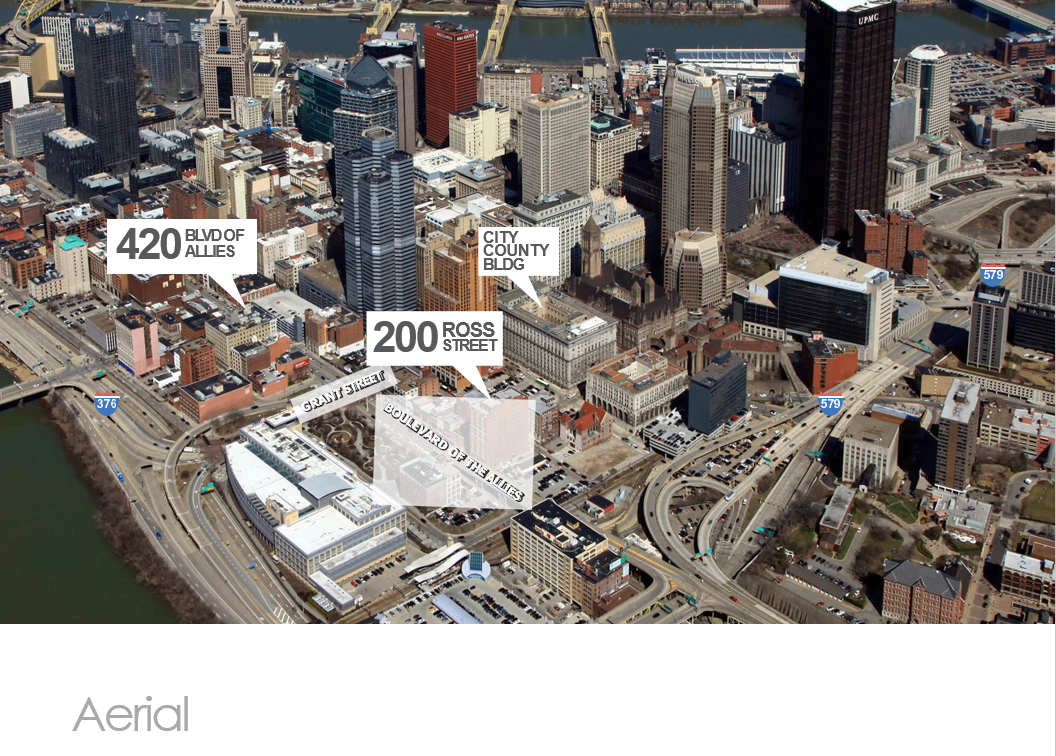 UPMC
420 BLVD OF
ALLIES
CITY
COUNTY
BLDG
579
200 ROSS
STREET
GRANT STREET
376
BOULEVARD OF THE ALLIES
579
Aerial